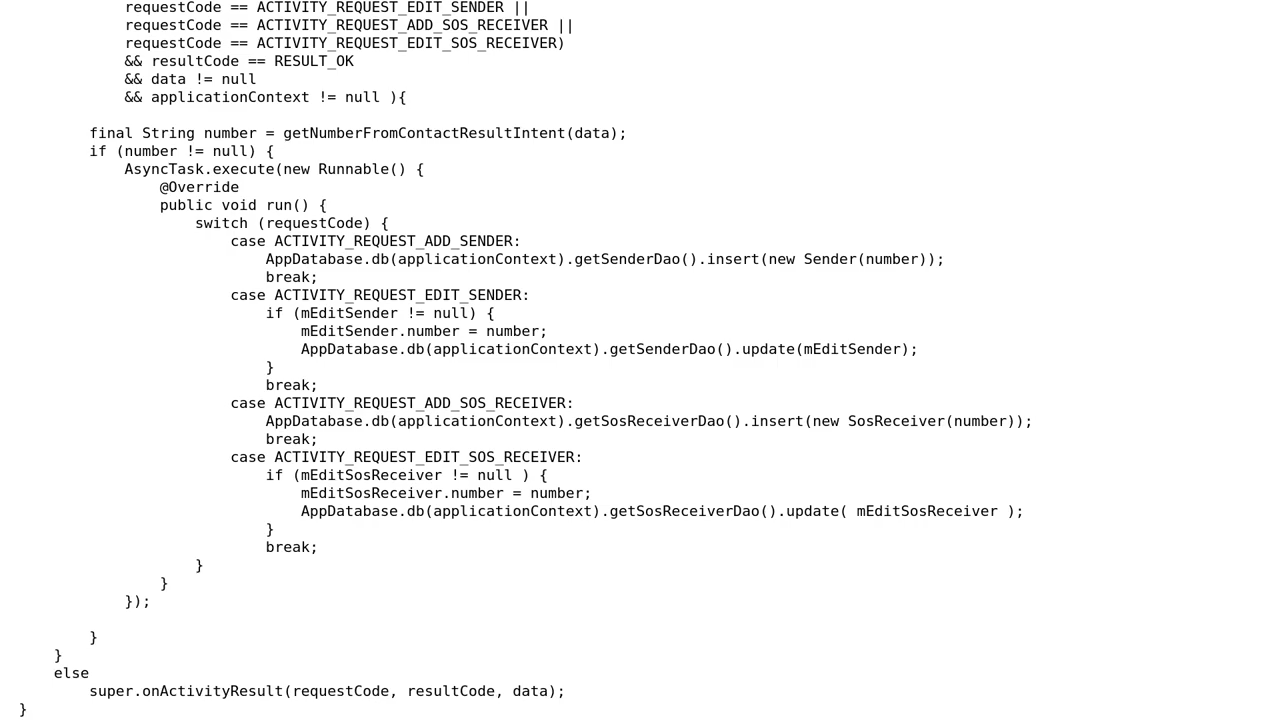 requestCode == ACTIVITY_REQUEST_EDIT_SENDER ||
requestCode == ACTIVITY_REQUEST_ADD_SOS_RECEIVER ||
requestCode == ACTIVITY_REQUEST_EDIT_SOS_RECEIVER)
&& resultCode == RESULT_OK
&& data != null
&& applicationContext != null ){
final String number = getNumberFromContactResultIntent(data);
if (number != null) {
AsyncTask.execute(new Runnable() {
@Override
public void run() {
switch (requestCode) {
case ACTIVITY_REQUEST_ADD_SENDER:
AppDatabase.db(applicationContext).getSenderDao().insert(new Sender(number));
break;
case ACTIVITY_REQUEST_EDIT_SENDER:
if (mEditSender != null) {
mEditSender.number = number;
AppDatabase.db(applicationContext).getSenderDao().update(mEditSender);
}
break;
case ACTIVITY_REQUEST_ADD_SOS_RECEIVER:
AppDatabase.db(applicationContext).getSosReceiverDao().insert(new SosReceiver(number));
break;
case ACTIVITY_REQUEST_EDIT_SOS_RECEIVER:
if (mEditSosReceiver != null ) {
mEditSosReceiver.number = number;
AppDatabase.db(applicationContext).getSosReceiverDao().update( mEditSosReceiver );
}
break;
}
}
});
}
}
else
super.onActivityResult(requestCode, resultCode, data);
}